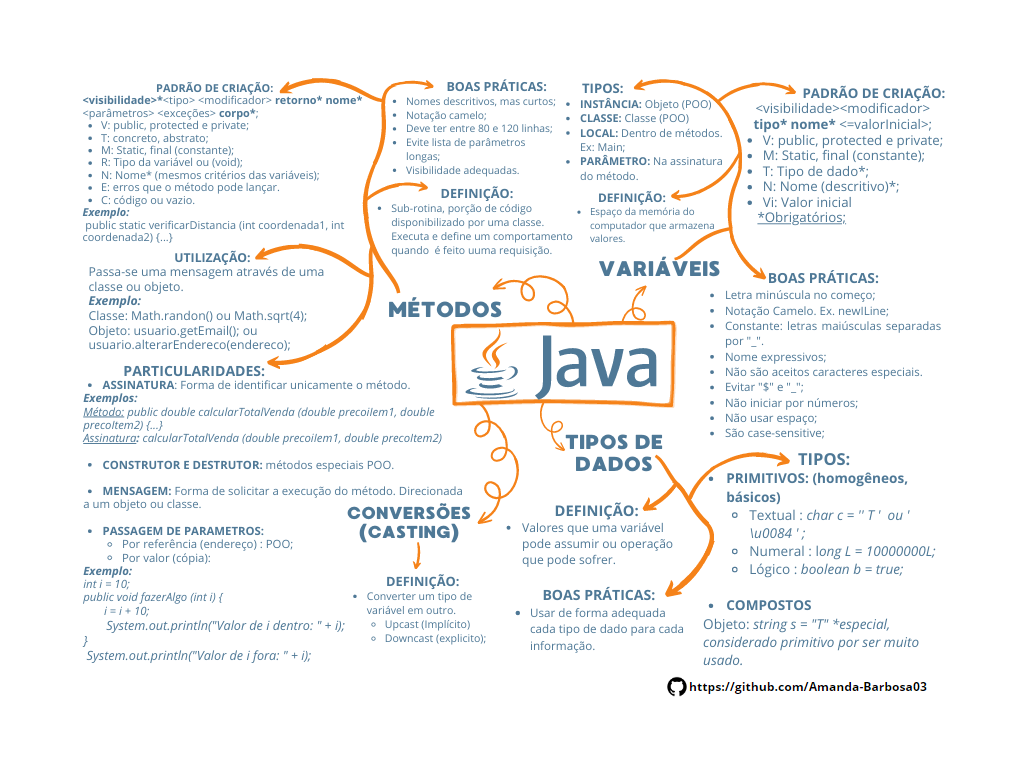 PADRÃO DE CRIAÇÃO:
<visibilidade>*<tipo> <modificador> retorno* nome*
<parâmetros> <exceções> corpo*;
V: public, protected e private;
T: concreto, abstrato;
M: Static, final (constante);
R: Tipo da variável ou (void);
N: Nome* (mesmos critérios das variáveis);
E: erros que o método pode lançar.
C: código ou vazio.
Exemplo:
public static verificarDistancia (int coordenada1, int
coordenada2) {...}
UTILIZAÇÃO:
Passa-se uma mensagem através de uma
classe ou objeto.
Exemplo:
Classe: Math.randon() ou Math.sqrt(4);
Objeto: usuario.getEmail(); ou
usuario.alterarEndereco(endereco);
PARTICULARIDADES:
ASSINATURA: Forma de identificar unicamente o método.
Exemplos:
Método: public double calcularTotalVenda (double precoiIem1, double
precoItem2) {...}
Assinatura: calcularTotalVenda (double precoiIem1, double precoItem2)
CONSTRUTOR E DESTRUTOR: métodos especiais POO.
MENSAGEM: Forma de solicitar a execução do método. Direcionada
a um objeto ou classe.
PASSAGEM DE PARAMETROS:
Por referência (endereço) : POO;
Por valor (cópia):
Exemplo:
int i = 10;
public void fazerAlgo (int i) {
i = i + 10;
System.out.println("Valor de i dentro: " + i);
}
System.out.println("Valor de i fora: " + i);
BOAS PRÁTICAS:
Nomes descritivos, mas curtos;
Notação camelo;
Deve ter entre 80 e 120 linhas;
Evite lista de parâmetros
longas;
Visibilidade adequadas.
DEFINIÇÃO:
Sub-rotina, porção de código
disponibilizado por uma classe.
Executa e define um comportamento
quando é feito uuma requisição.
MÉTODOS
TIPOS:
INSTÂNCIA: Objeto (POO)
CLASSE: Classe (POO)
LOCAL: Dentro de métodos.
Ex: Main;
PARÂMETRO: Na assinatura
do método.
DEFINIÇÃO:
Espaço da memória do
computador que armazena
valores.
VARIÁVEIS
PADRÃO DE CRIAÇÃO:
<visibilidade><modificador>
tipo* nome* <=valorInicial>;
V: public, protected e private;
M: Static, final (constante);
T: Tipo de dado*;
N: Nome (descritivo)*;
Vi: Valor inicial
*Obrigatórios;
BOAS PRÁTICAS:
Letra minúscula no começo;
Notação Camelo. Ex. newILine;
Constante: letras maiúsculas separadas
por "_".
Nome expressivos;
Não são aceitos caracteres especiais.
Evitar "$" e "_";
Não iniciar por números;
Não usar espaço;
São case-sensitive;
Java
TIPOS DE
DADOS
DEFINIÇÃO:
Valores que uma variável
pode assumir ou operação
que pode sofrer.
BOAS PRÁTICAS:
Usar de forma adequada
cada tipo de dado para cada
informação.
TIPOS:
PRIMITIVOS: (homogêneos,
básicos)
Textual : char c = '' T ' ou '
\u0084 ' ;
Numeral : long L = 10000000L;
Lógico : boolean b = true;
COMPOSTOS
Objeto: string s = "T" *especial,
considerado primitivo por ser muito
usado.
CONVERSÕES
(CASTING)
DEFINIÇÃO:
Converter um tipo de
variável em outro.
Upcast (Implícito)
Downcast (explicito);
https://github.com/Amanda-Barbosa03